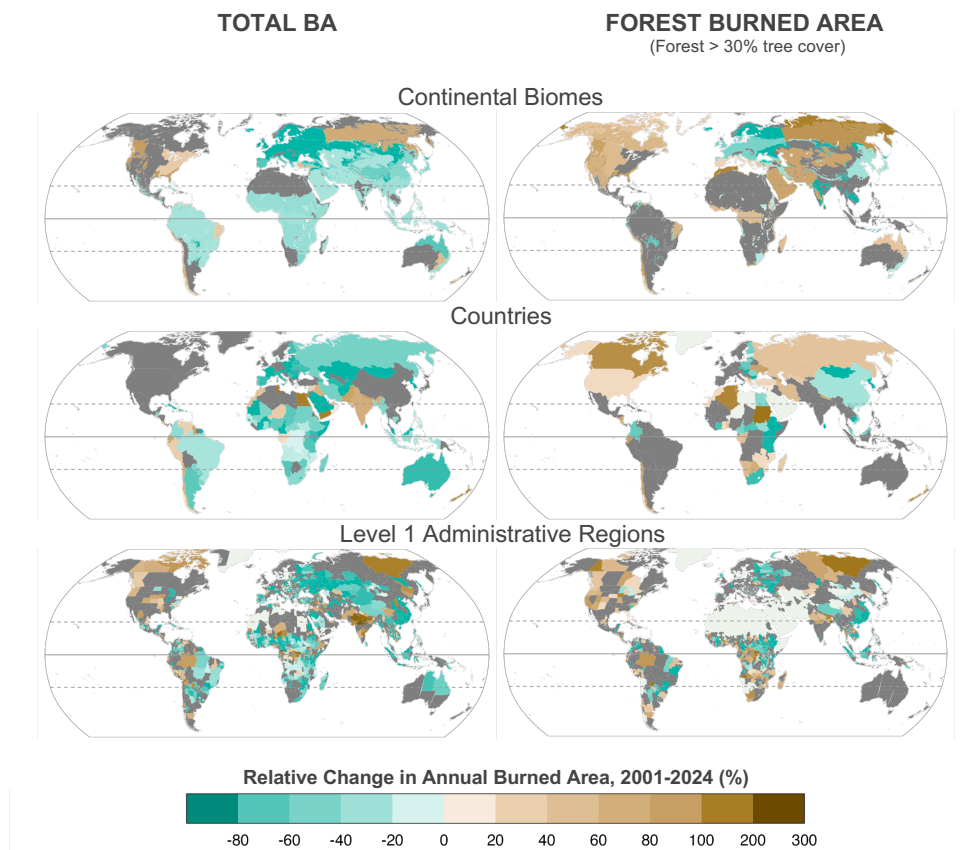 TOTAL BA
FOREST BURNED AREA
(Forest > 30% tree cover)
Continental Biomes
Countries
Level 1 Administrative Regions
Relative Change in Annual Burned Area, 2001-2024 (%)
-80 -60 -40 -20 0 20 40 60 80 100 200 300